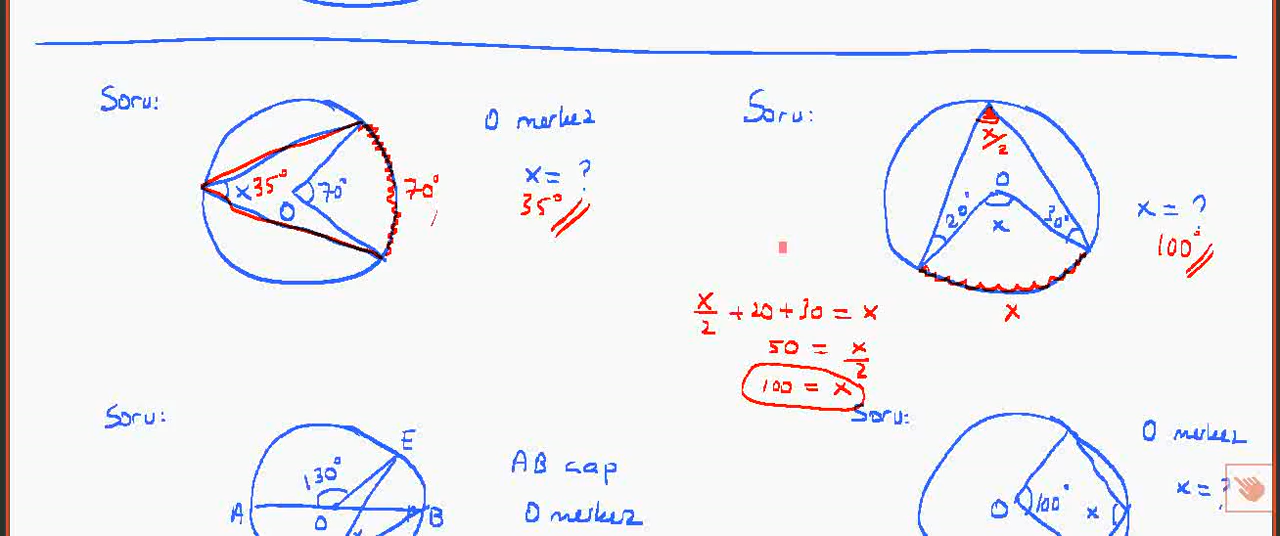 Soru:
O merkez
x = ?
35°
x 35°
70°
70°
O
Soru:
x/2
O
20°
30°
x
x
x = ?
100°
x/2 + 20 + 30 = x
50 = x/2
100 = x
Soru:
130°
E
A
O
B
x
AB çap
O merkez
Soru:
O
100°
x
O merkez
x = ?